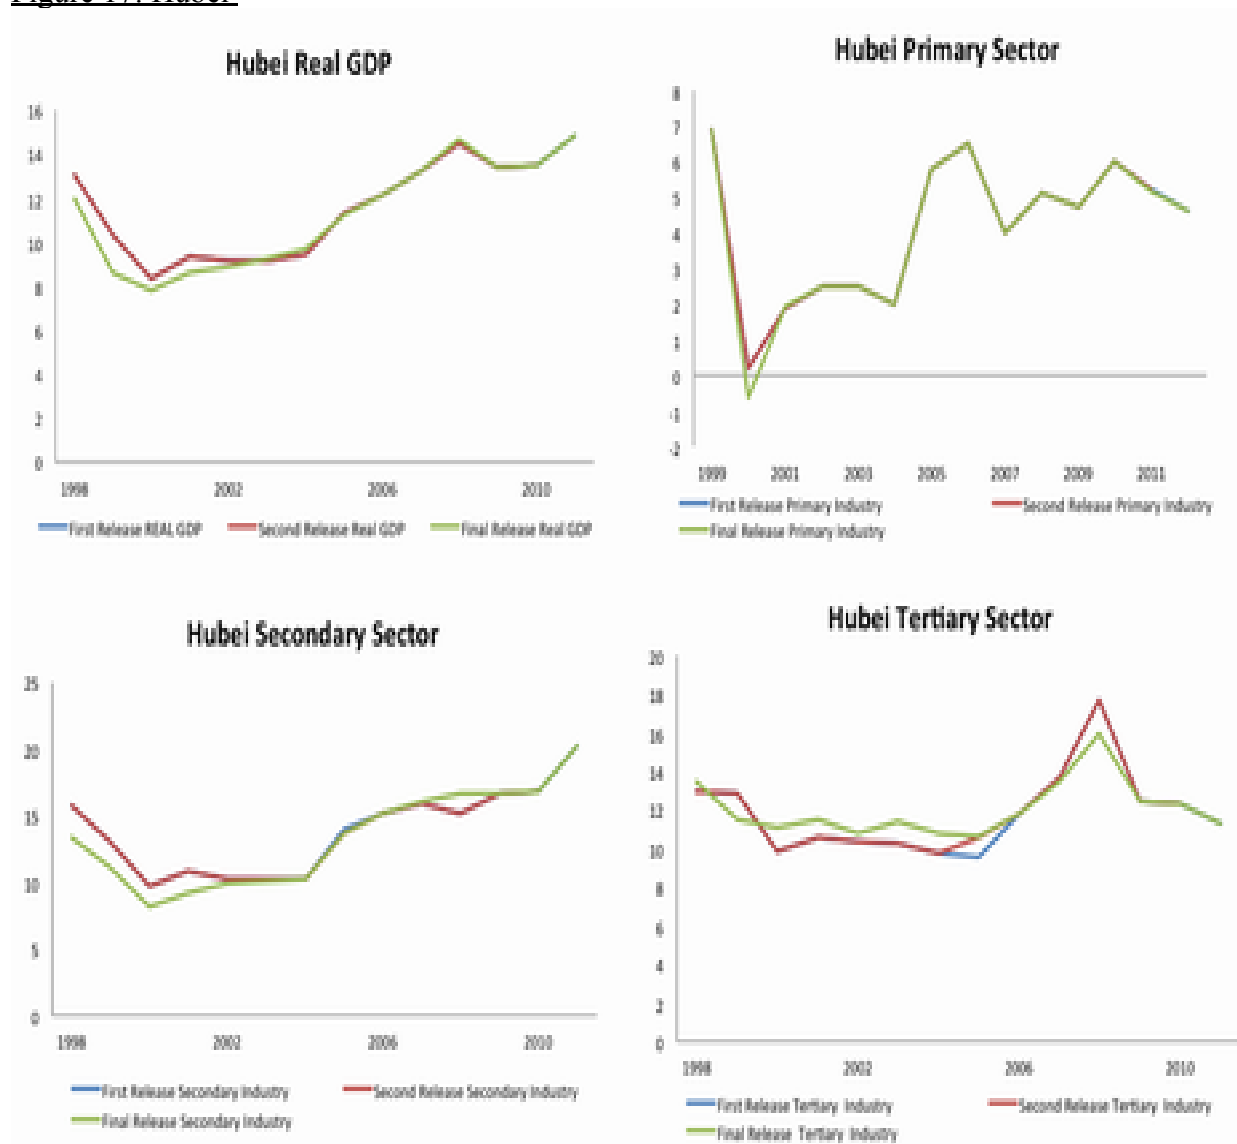 Figure 17: Hubei
Hubei Real GDP
16
14
12
10
8
6
4
2
0
1998 2002 2006 2010
First Release REAL GDP Second Release Real GDP Final Release Real GDP
Hubei Primary Sector
8
7
6
5
4
3
2
1
0
-1
-2
1999 2001 2003 2005 2007 2009 2011
First Release Primary Industry Second Release Primary Industry
Final Release Primary Industry
Hubei Secondary Sector
25
20
15
10
5
0
1998 2002 2006 2010
First Release Secondary Industry Second Release Secondary Industry
Final Release Secondary Industry
Hubei Tertiary Sector
20
18
16
14
12
10
8
6
4
2
0
1998 2002 2006 2010
First Release Tertiary Industry Second Release Tertiary Industry
Final Release Tertiary Industry